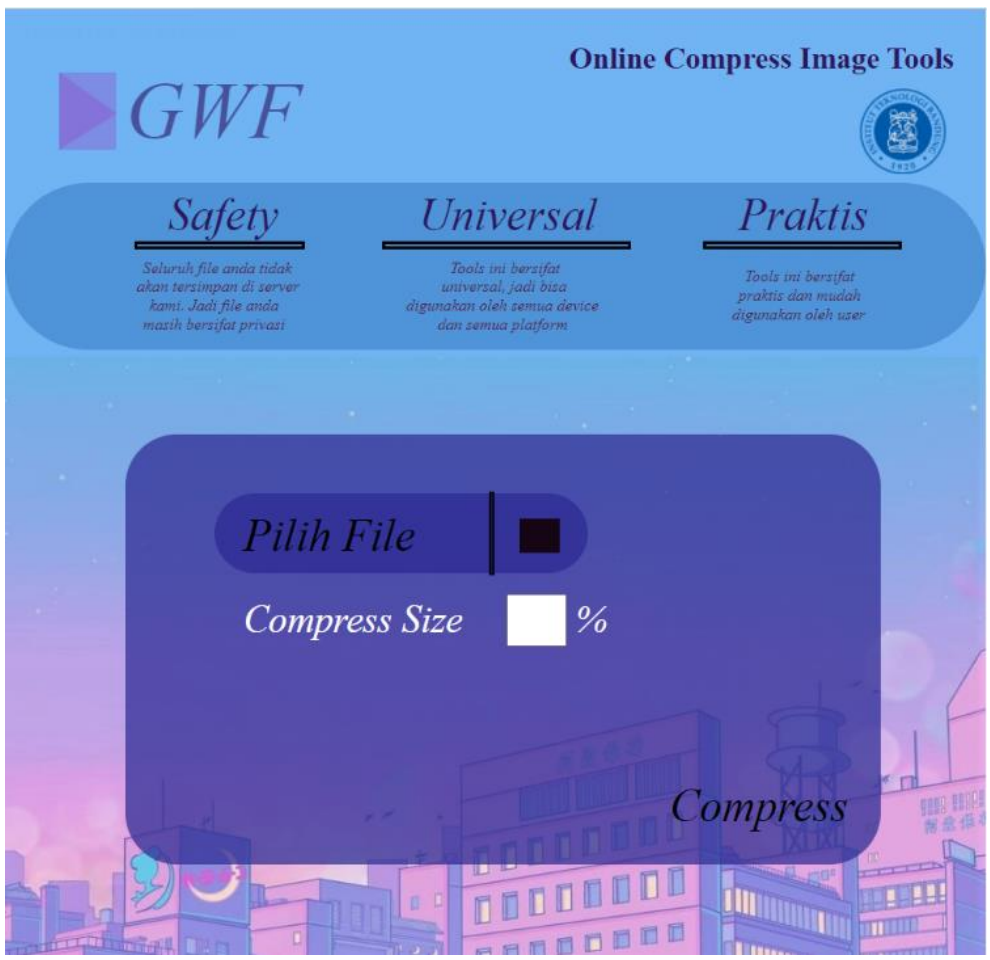 Online Compress Image Tools
GWF
INSTITUT TEKNOLOGI BANDUNG
1920
Safety
Seluruh file anda tidak
akan tersimpan di server
kami. Jadi file anda
masih bersifat privasi
Universal
Tools ini bersifat
universal, jadi bisa
digunakan oleh semua device
dan semua platform
Praktis
Tools ini bersifat
praktis dan mudah
digunakan oleh user
Pilih File
Compress Size %
Compress